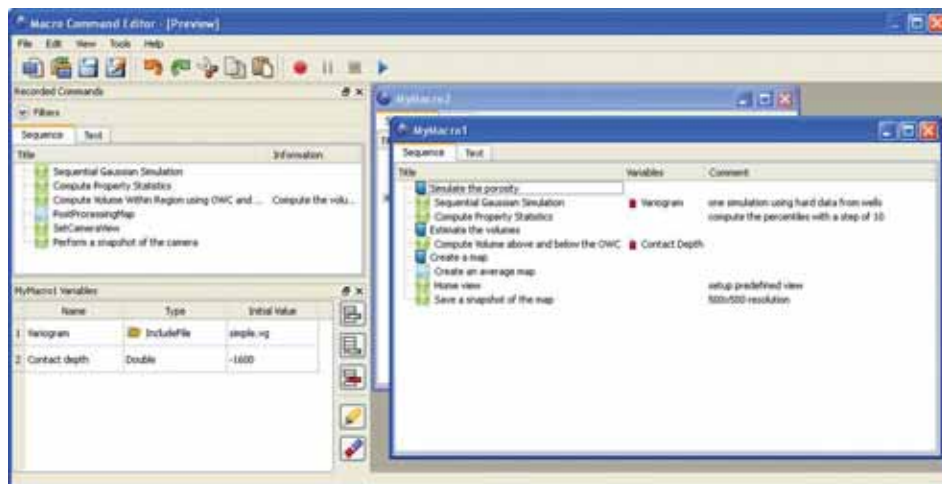 Macro Command Editor - [Preview]
File Edit View Tools Help
Recorded Commands
Filters
Sequence Text
Title Information
Sequential Gaussian Simulation
Compute Property Statistics
Compute Volume Within Region using OWC and ... Compute the volu...
PostProcessingMap
SetCameraView
Perform a snapshot of the camera
MyMacro1 Variables
Name Type Initial Value
1 Variogram IncludeFile simple.vg
2 Contact depth Double -1600
MyMacro2
MyMacro1
Sequence Text
Title Variables Comment
Simulate the porosity
Sequential Gaussian Simulation Variogram one simulation using hard data from wells
Compute Property Statistics compute the percentiles with a step of 10
Estimate the volumes
Compute Volume above and below the OWC Contact Depth
Create a map
Create an average map
Home view setup predefined view
Save a snapshot of the map 500x500 resolution